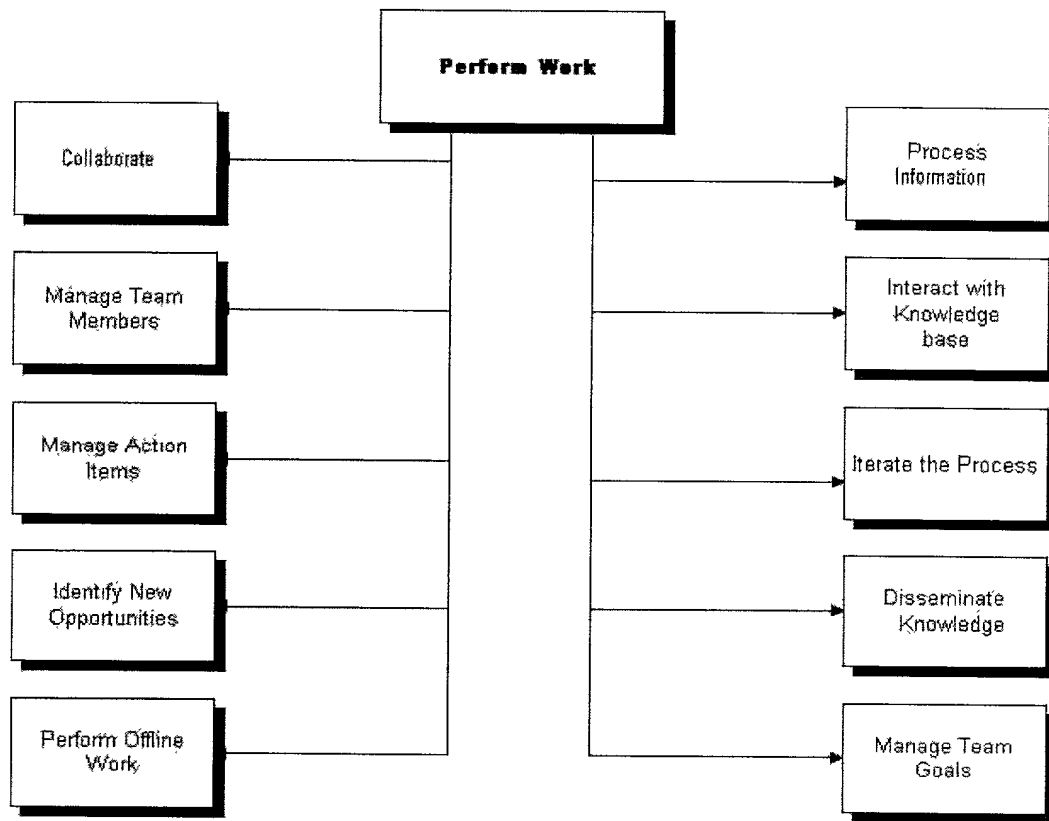 Perform Work
Collaborate
Manage Team
Members
Manage Action
Items
Identify New
Opportunities
Perform Offline
Work
Process
Information
Interact with
Knowledge
base
Iterate the Process
Disseminate
Knowledge
Manage Team
Goals